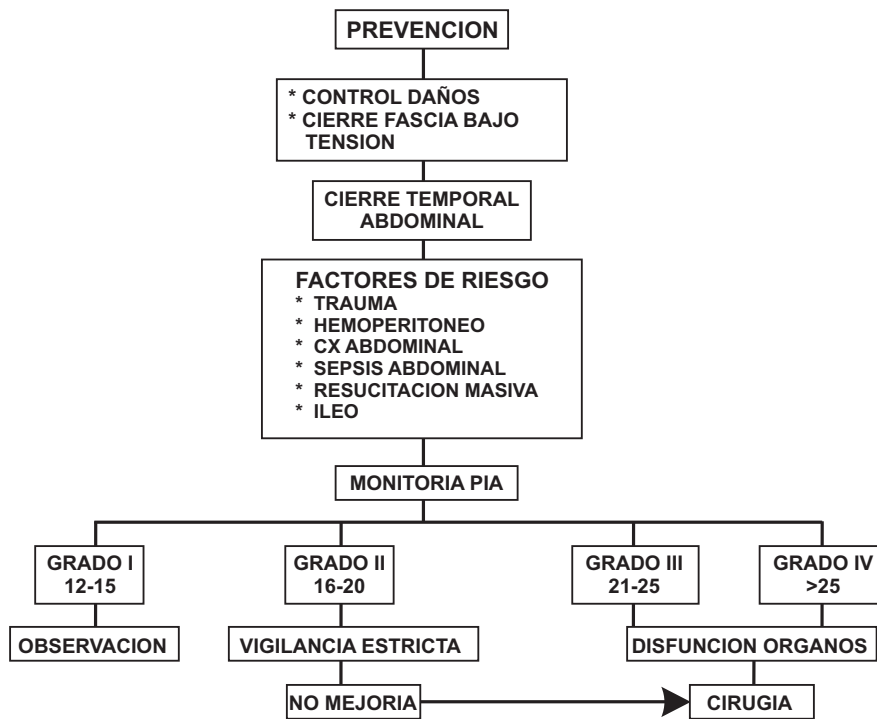 PREVENCION
* CONTROL DAÑOS
* CIERRE FASCIA BAJO
TENSION
CIERRE TEMPORAL
ABDOMINAL
FACTORES DE RIESGO
* TRAUMA
* HEMOPERITONEO
* CX ABDOMINAL
* SEPSIS ABDOMINAL
* RESUCITACION MASIVA
* ILEO
MONITORIA PIA
GRADO I
12-15
GRADO II
16-20
GRADO III
21-25
GRADO IV
>25
OBSERVACION
VIGILANCIA ESTRICTA
DISFUNCION ORGANOS
NO MEJORIA
CIRUGIA